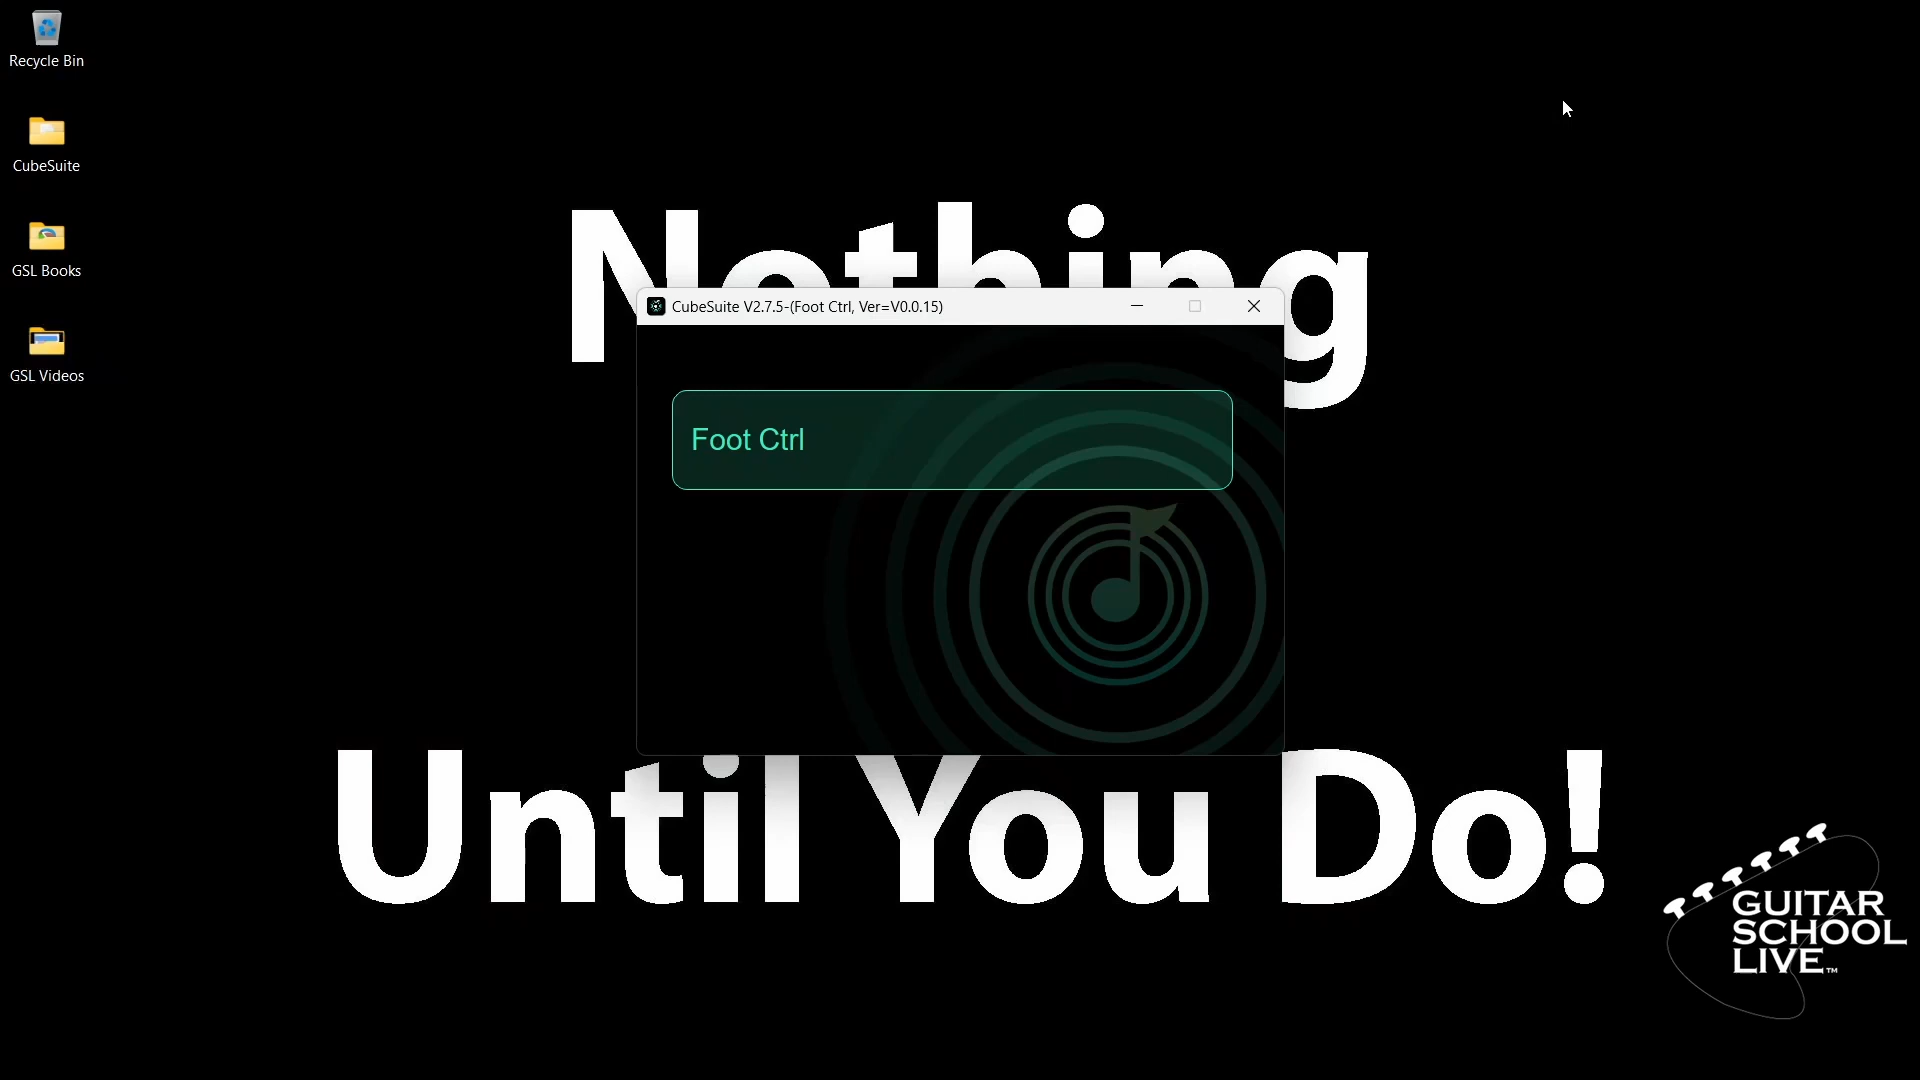 Recycle Bin
CubeSuite
GSL Books
GSL Videos
Nothing
CubeSuite V2.7.5-(Foot Ctrl, Ver=V0.0.15)
Foot Ctrl
Until You Do!
GUITAR
SCHOOL
LIVE™